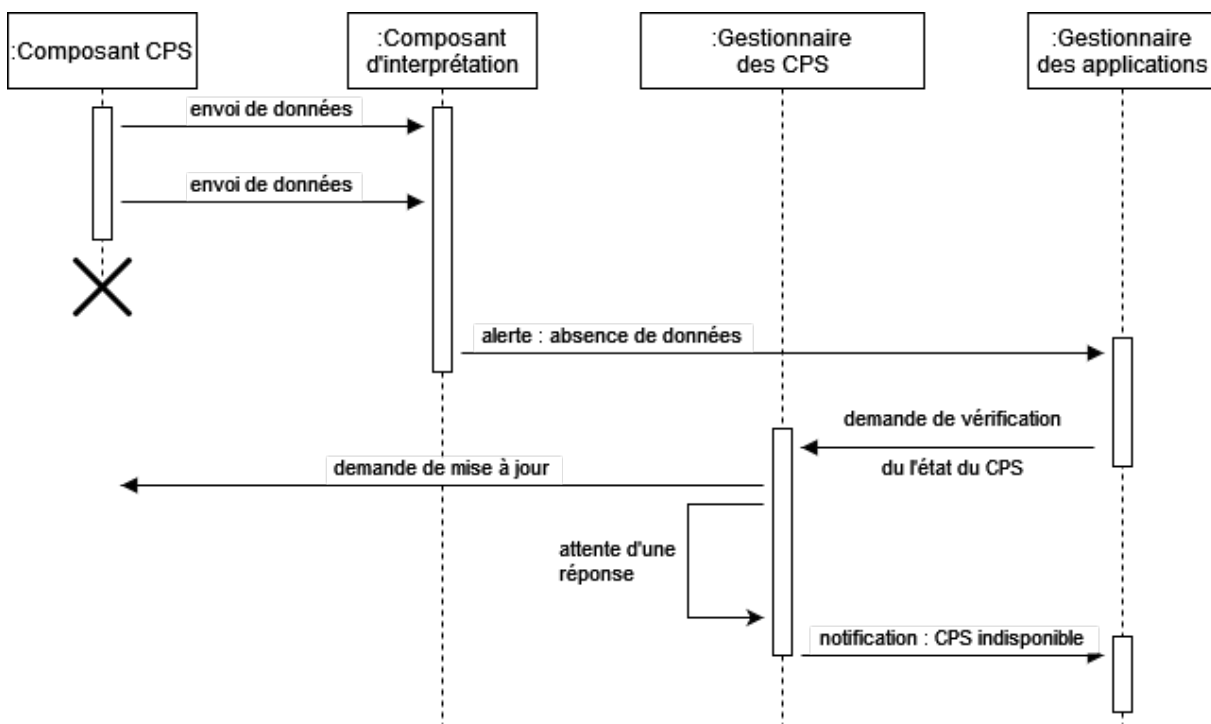 :Composant CPS
:Composant
d'interprétation
:Gestionnaire
des CPS
:Gestionnaire
des applications
envoi de données
envoi de données
alerte : absence de données
demande de vérification
du l'état du CPS
demande de mise à jour
attente d'une
réponse
notification : CPS indisponible